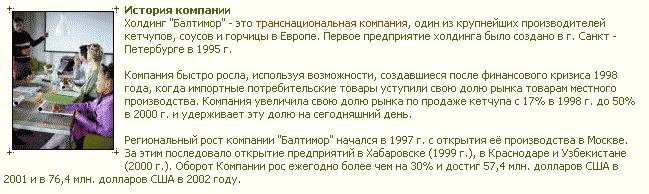 История компании
Холдинг "Балтимор" - это транснациональная компания, один из крупнейших производителей
кетчупов, соусов и горчицы в Европе. Первое предприятие холдинга было создано в г. Санкт -
Петербурге в 1995 г.
Компания быстро росла, используя возможности, создавшиеся после финансового кризиса 1998
года, когда импортные потребительские товары уступили свою долю рынка товарам местного
производства. Компания увеличила свою долю рынка по продаже кетчупа с 17% в 1998 г. до 50%
в 2000 г. и удерживает эту долю на сегодняшний день.
Региональный рост компании "Балтимор" начался в 1997 г. с открытия её производства в Москве.
За этим последовало открытие предприятий в Хабаровске (1999 г.), в Краснодаре и Узбекистане
(2000 г.). Оборот Компании рос ежегодно более чем на 30% и достиг 57,4 млн. долларов США в
2001 и в 76,4 млн. долларов США в 2002 году.